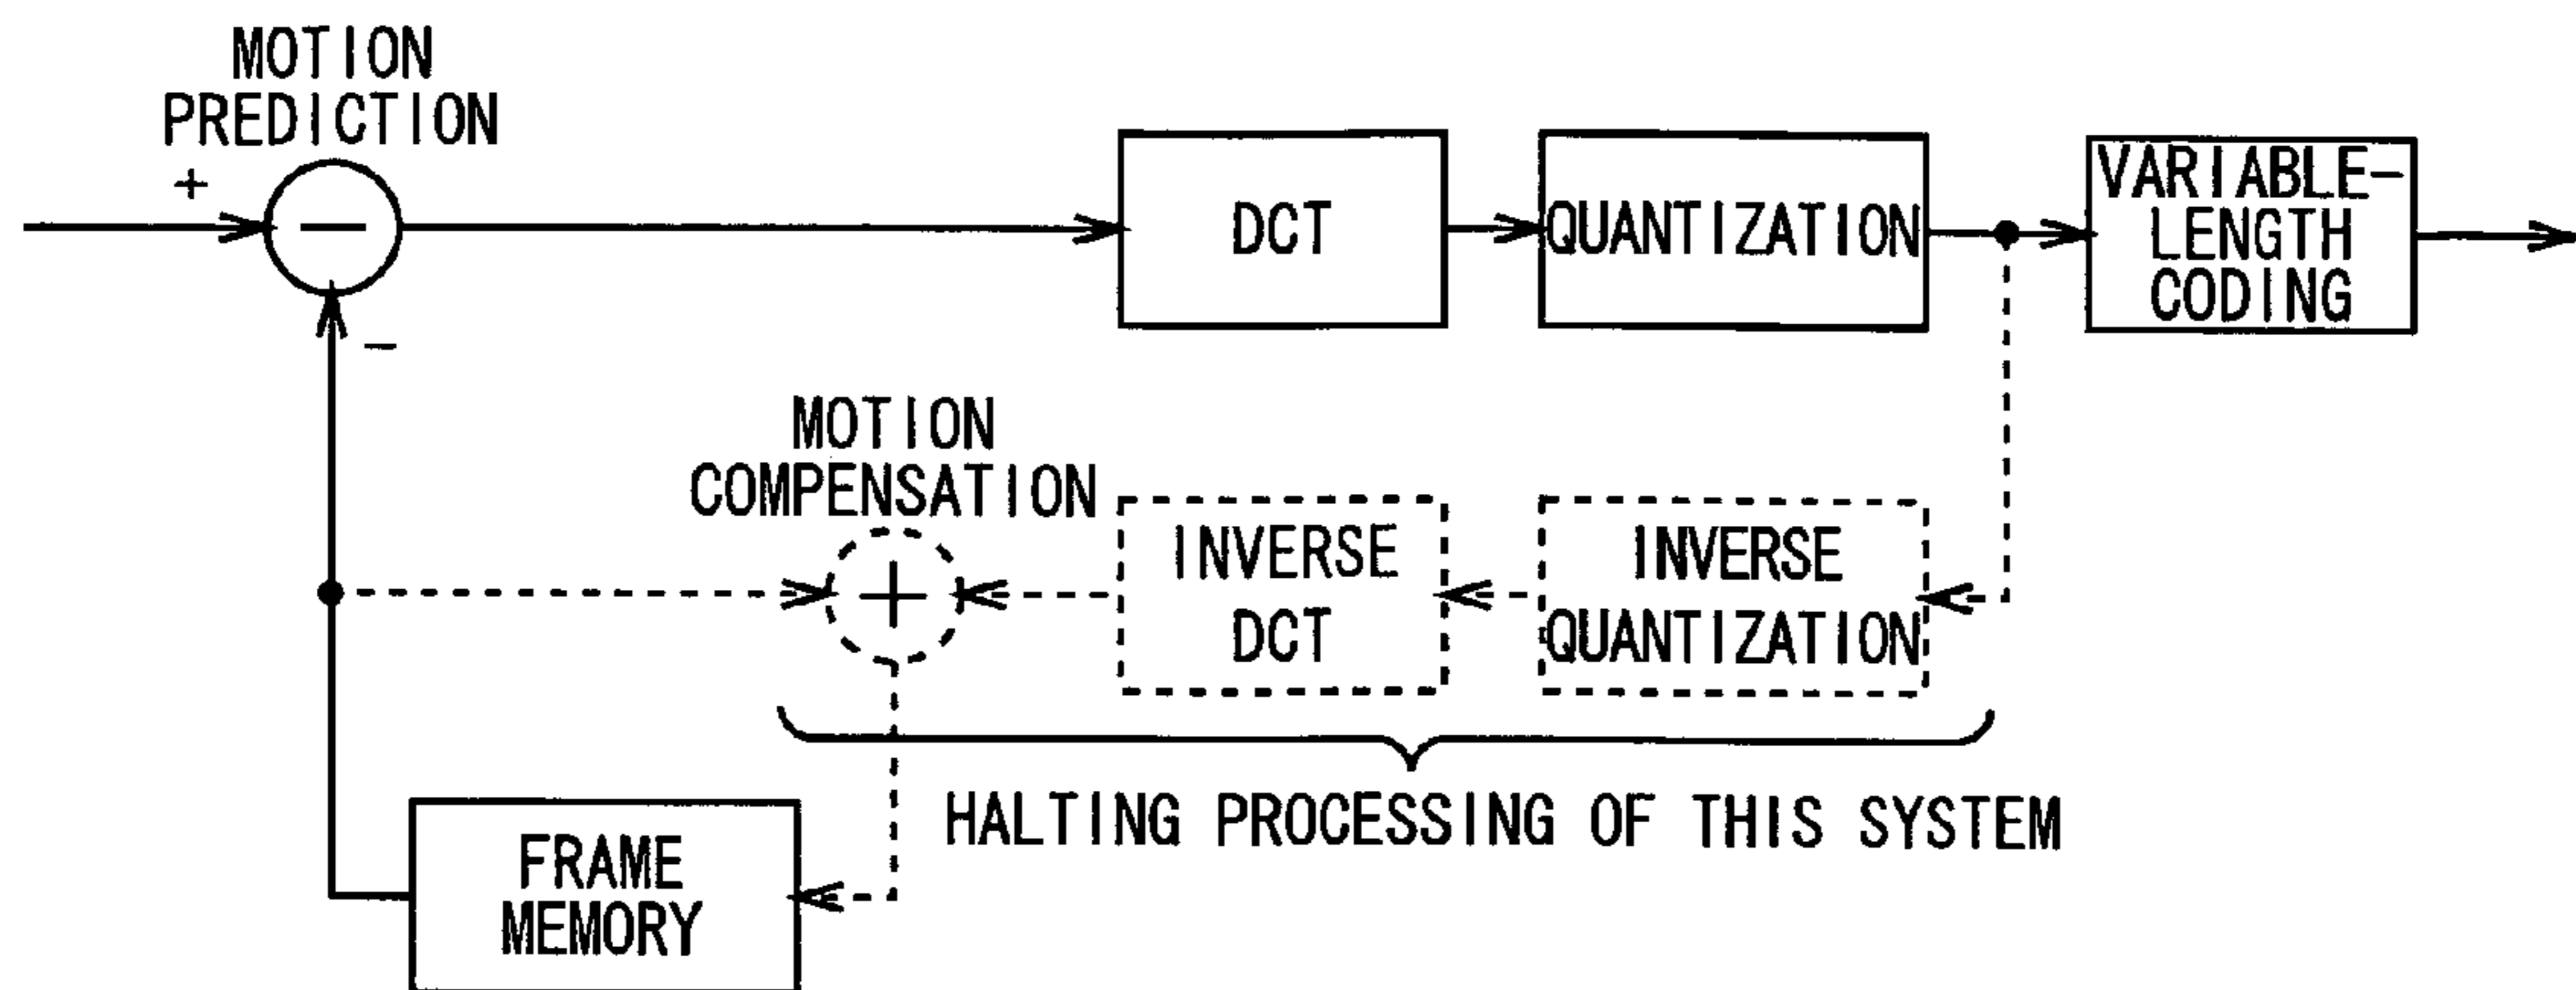 MOTION
PREDICTION
+
−
DCT
QUANTIZATION
VARIABLE-
LENGTH
CODING
−
MOTION
COMPENSATION
+
INVERSE
DCT
INVERSE
QUANTIZATION
HALTING PROCESSING OF THIS SYSTEM
FRAME
MEMORY